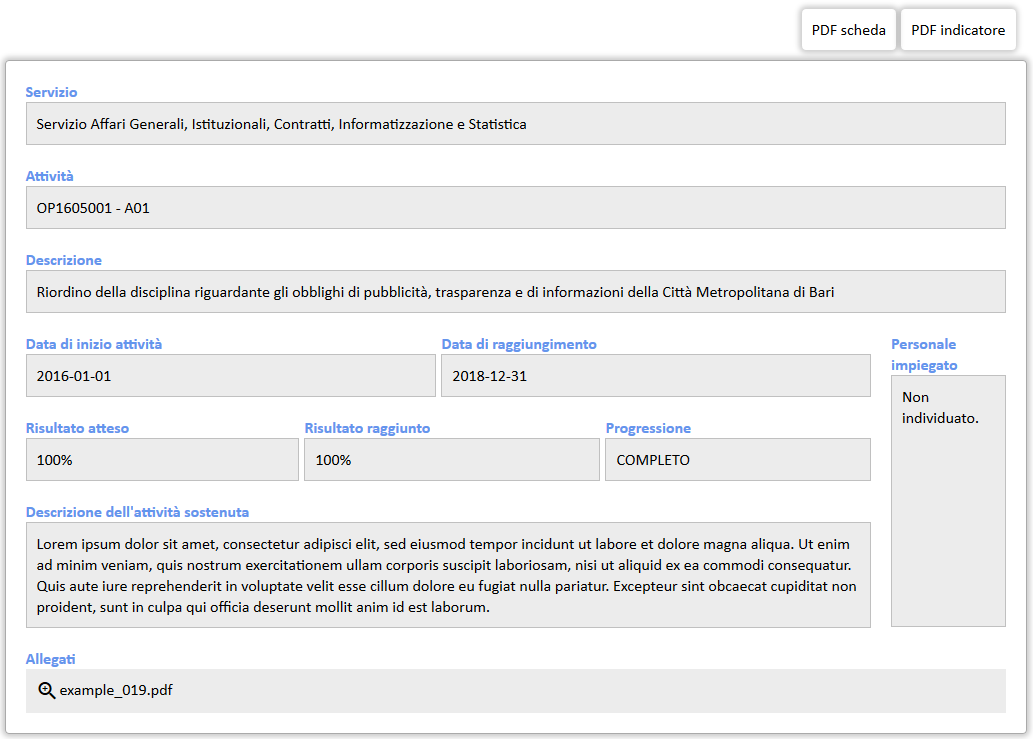 PDF scheda
PDF indicatore
Servizio
Servizio Affari Generali, Istituzionali, Contratti, Informatizzazione e Statistica
Attività
OP1605001 - A01
Descrizione
Riordino della disciplina riguardante gli obblighi di pubblicità, trasparenza e di informazioni della Città Metropolitana di Bari
Data di inizio attività
2016-01-01
Data di raggiungimento
2018-12-31
Personale
impiegato
Non
individuato.
Risultato atteso
100%
Risultato raggiunto
100%
Progressione
COMPLETO
Descrizione dell'attività sostenuta
Lorem ipsum dolor sit amet, consectetur adipisci elit, sed eiusmod tempor incidunt ut labore et dolore magna aliqua. Ut enim
ad minim veniam, quis nostrum exercitationem ullam corporis suscipit laboriosam, nisi ut aliquid ex ea commodi consequatur.
Quis aute iure reprehenderit in voluptate velit esse cillum dolore eu fugiat nulla pariatur. Excepteur sint obcaecat cupiditat non
proident, sunt in culpa qui officia deserunt mollit anim id est laborum.
Allegati
example_019.pdf